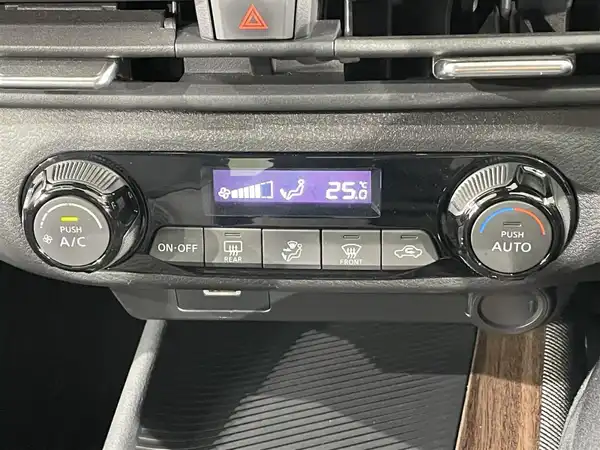 25.0 °C
PUSH
A/C
ON·OFF
REAR
FRONT
PUSH
AUTO